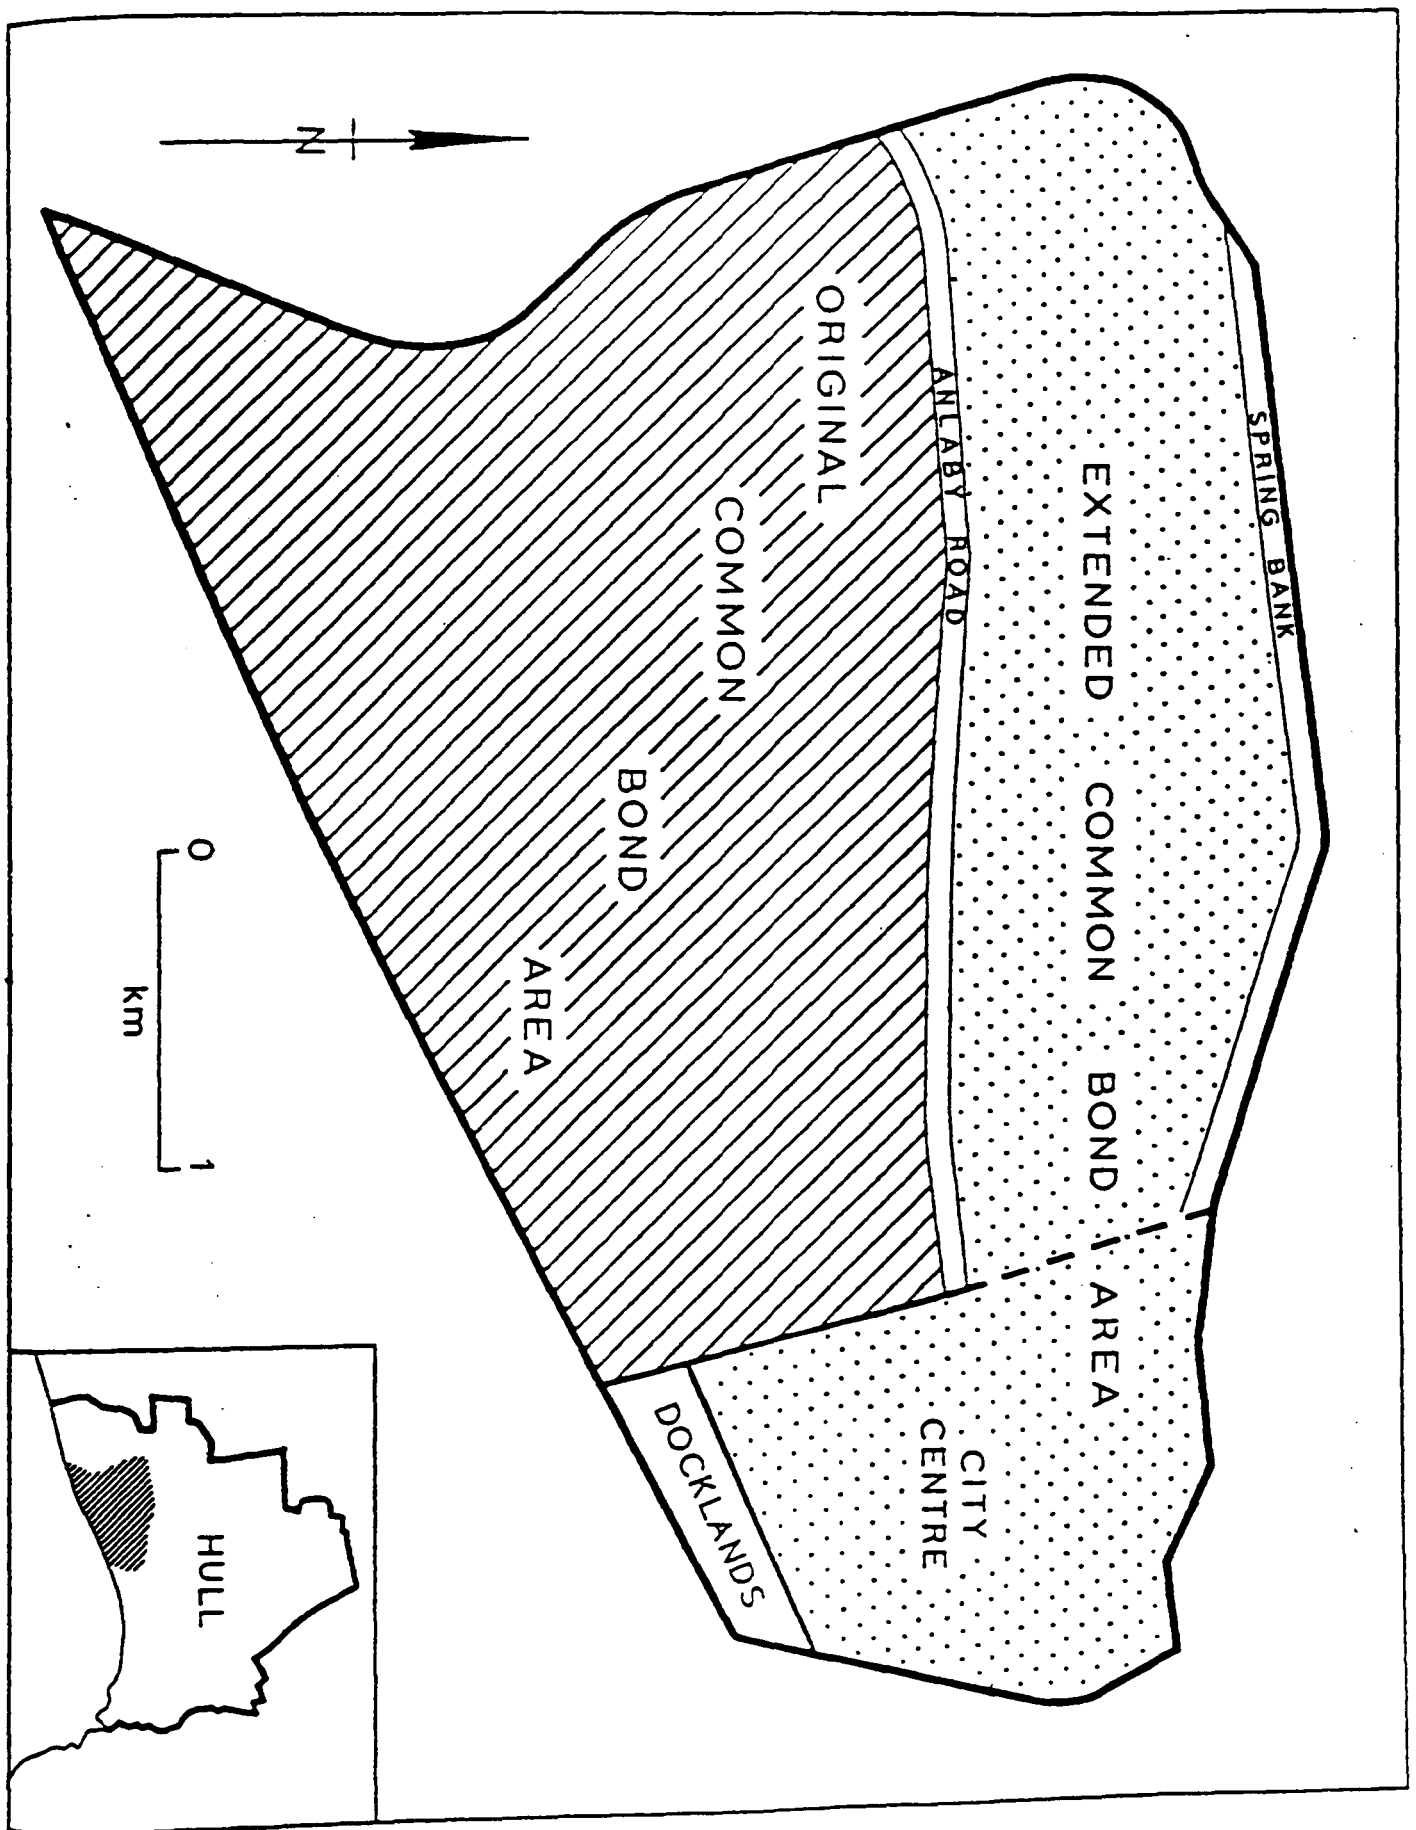 SPRING BANK
EXTENDED COMMON BOND AREA
ANLABY ROAD
ORIGINAL
COMMON
BOND
AREA
CITY
CENTRE
DOCKLANDS
N
0 1
km
HULL